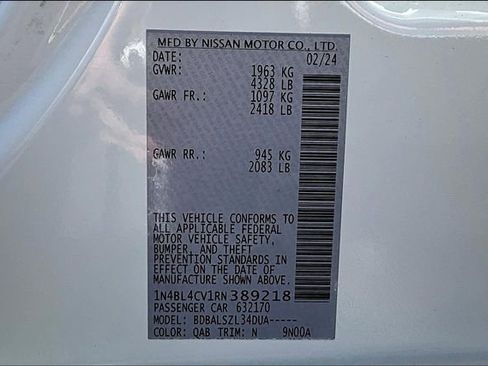 MFD BY NISSAN MOTOR CO., LTD.
DATE: 02/24
GVWR: 1963 KG
4328 LB
GAWR FR.: 1097 KG
2418 LB
GAWR RR.: 945 KG
2083 LB
THIS VEHICLE CONFORMS TO
ALL APPLICABLE FEDERAL
MOTOR VEHICLE SAFETY,
BUMPER, AND THEFT
PREVENTION STANDARDS IN
EFFECT ON THE DATE OF
MANUFACTURE SHOWN ABOVE.
1N4BL4CV1RN389218
PASSENGER CAR 632170
MODEL: BDBALSZL34DUA-----
COLOR: QAB TRIM: N 9N00A